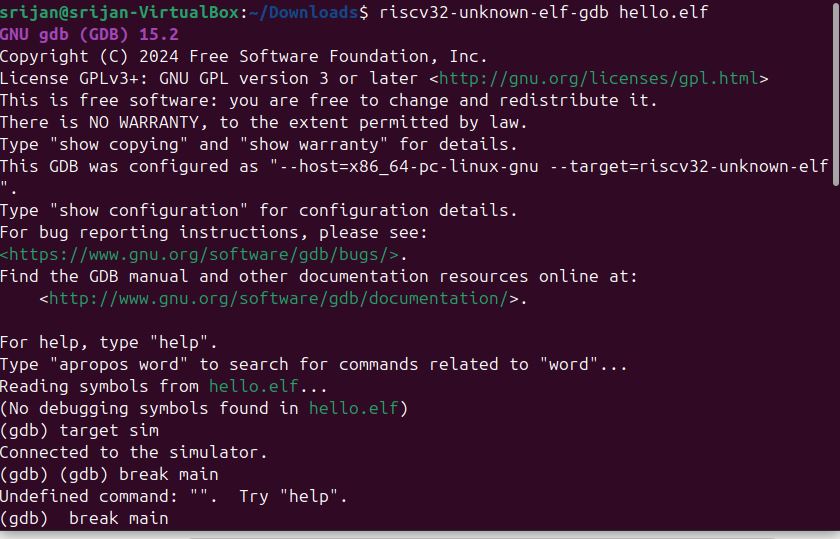 srijan@srijan-VirtualBox:~/Downloads$ riscv32-unknown-elf-gdb hello.elf
GNU gdb (GDB) 15.2
Copyright (C) 2024 Free Software Foundation, Inc.
License GPLv3+: GNU GPL version 3 or later <http://gnu.org/licenses/gpl.html>
This is free software: you are free to change and redistribute it.
There is NO WARRANTY, to the extent permitted by law.
Type "show copying" and "show warranty" for details.
This GDB was configured as "--host=x86_64-pc-linux-gnu --target=riscv32-unknown-elf
".
Type "show configuration" for configuration details.
For bug reporting instructions, please see:
<https://www.gnu.org/software/gdb/bugs/>.
Find the GDB manual and other documentation resources online at:
    <http://www.gnu.org/software/gdb/documentation/>.

For help, type "help".
Type "apropos word" to search for commands related to "word"...
Reading symbols from hello.elf...
(No debugging symbols found in hello.elf)
(gdb) target sim
Connected to the simulator.
(gdb) (gdb) break main
Undefined command: "".  Try "help".
(gdb)  break main